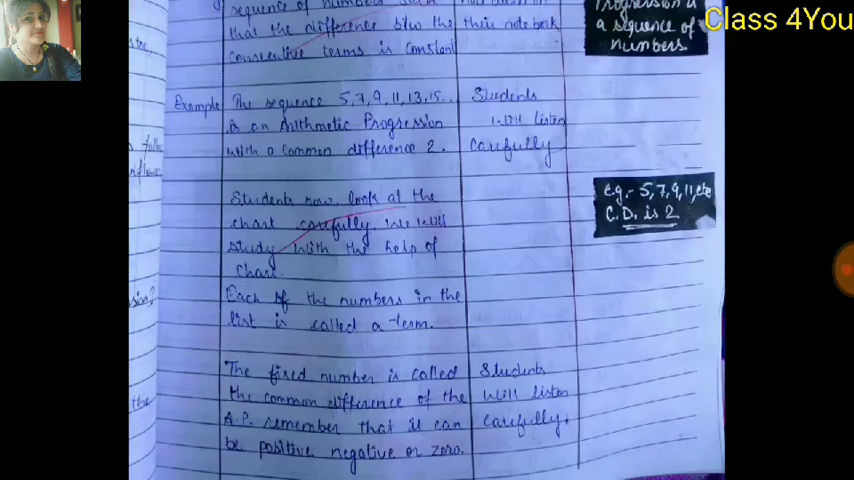 sequence of numbers such
that the difference btw the
consecutive terms is constant
their note book
Progression is
a sequence of
numbers.
Class 4You
Example
The sequence 5,7,9,11,13,15...
is an Arithmetic Progression
with a common difference 2.
Students
will listen
Carefully
e.g:- 5,7,9,11,etc
C.D. is 2
Students now, look at the
chart carefully. we will
study with the help of
Chart.
Each of the numbers in the
list is called a term.
The fixed number is called
the common difference of the
A.P. remember that it can
be positive negative or zero.
Students
will listen
Carefully.
the